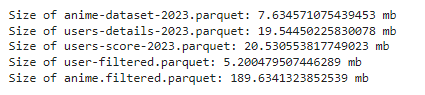 Size of anime-dataset-2023.parquet: 7.634571075439453 mb
Size of users-details-2023.parquet: 19.54450225830078 mb
Size of users-score-2023.parquet: 20.530553817749023 mb
Size of user-filtered.parquet: 5.200479507446289 mb
Size of anime.filtered.parquet: 189.6341323852539 mb